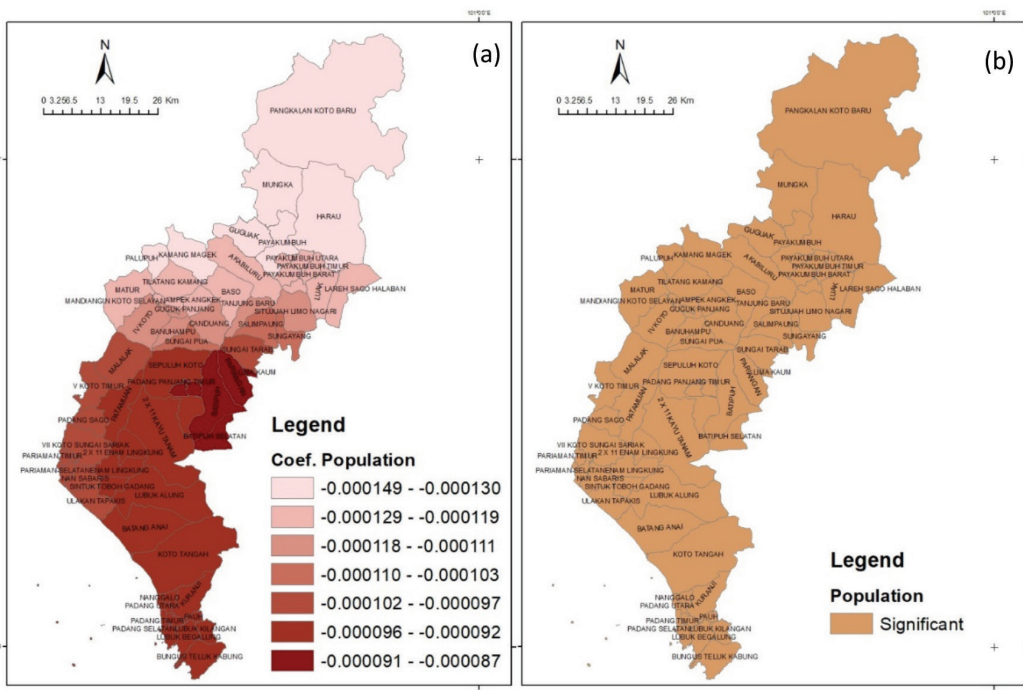 101°0'0"E
(a)
N
0 3.256.5 13 19.5 26 Km
PANGKALAN KOTO BARU
MUNGKA
HARAU
GUGUAK
PAYAKUMBUH
PALUPUH
KAMANG MAGEK
AKABILURU
PAYAKUMBUH UTARA
PAYAKUMBUH TIMUR
PAYAKUMBUH BARAT
TILATANG KAMANG
MATUR
BASO
LUAK
LAREH SAGO HALABAN
MANDIANGIN KOTO SELAYAN
AMPEK ANGKEK
TANJUNG BARU
GUGUK PANJANG
SITUJUAH LIMO NAGARI
IV KOTO
CANDUANG
SALIMPAUNG
BANUHAMPU
SUNGAI PUA
SUNGAYANG
SUNGAI TARAB
MALALAK
SEPULUH KOTO
LIMA KAUM
V KOTO TIMUR
PADANG PANJANG TIMUR
PARIANGAN
BATIPUH
PATAMUAN
2 X 11 KAYU TANAM
PADANG SAGO
BATIPUH SELATAN
VII KOTO SUNGAI SARIAK
PARIAMAN TIMUR
2 X 11 ENAM LINGKUNG
PARIAMAN SELATAN
ENAM LINGKUNG
NAN SABARIS
SINTUK TOBOH GADANG
ULAKAN TAPAKIS
LUBUK ALUNG
BATANG ANAI
KOTO TANGAH
NANGGALO
KURANJI
PADANG UTARA
PAUH
PADANG TIMUR
PADANG SELATAN
LUBUK KILANGAN
LUBUK BEGALUNG
BUNGUS TELUK KABUNG
Legend
Coef. Population
-0.000149 - -0.000130
-0.000129 - -0.000119
-0.000118 - -0.000111
-0.000110 - -0.000103
-0.000102 - -0.000097
-0.000096 - -0.000092
-0.000091 - -0.000087
101°0'0"E
(b)
N
0 3.256.5 13 19.5 26 Km
PANGKALAN KOTO BARU
MUNGKA
HARAU
GUGUAK
PAYAKUMBUH
PALUPUH
KAMANG MAGEK
AKABILURU
PAYAKUMBUH UTARA
PAYAKUMBUH TIMUR
PAYAKUMBUH BARAT
TILATANG KAMANG
MATUR
BASO
LUAK
LAREH SAGO HALABAN
MANDIANGIN KOTO SELAYAN
AMPEK ANGKEK
TANJUNG BARU
GUGUK PANJANG
SITUJUAH LIMO NAGARI
IV KOTO
CANDUANG
SALIMPAUNG
BANUHAMPU
SUNGAI PUA
SUNGAYANG
SUNGAI TARAB
MALALAK
SEPULUH KOTO
LIMA KAUM
V KOTO TIMUR
PADANG PANJANG TIMUR
PARIANGAN
BATIPUH
PATAMUAN
2 X 11 KAYU TANAM
PADANG SAGO
BATIPUH SELATAN
VII KOTO SUNGAI SARIAK
PARIAMAN TIMUR
2 X 11 ENAM LINGKUNG
PARIAMAN SELATAN
ENAM LINGKUNG
NAN SABARIS
SINTUK TOBOH GADANG
ULAKAN TAPAKIS
LUBUK ALUNG
BATANG ANAI
KOTO TANGAH
NANGGALO
KURANJI
PADANG UTARA
PAUH
PADANG TIMUR
PADANG SELATAN
LUBUK KILANGAN
LUBUK BEGALUNG
BUNGUS TELUK KABUNG
Legend
Population
Significant